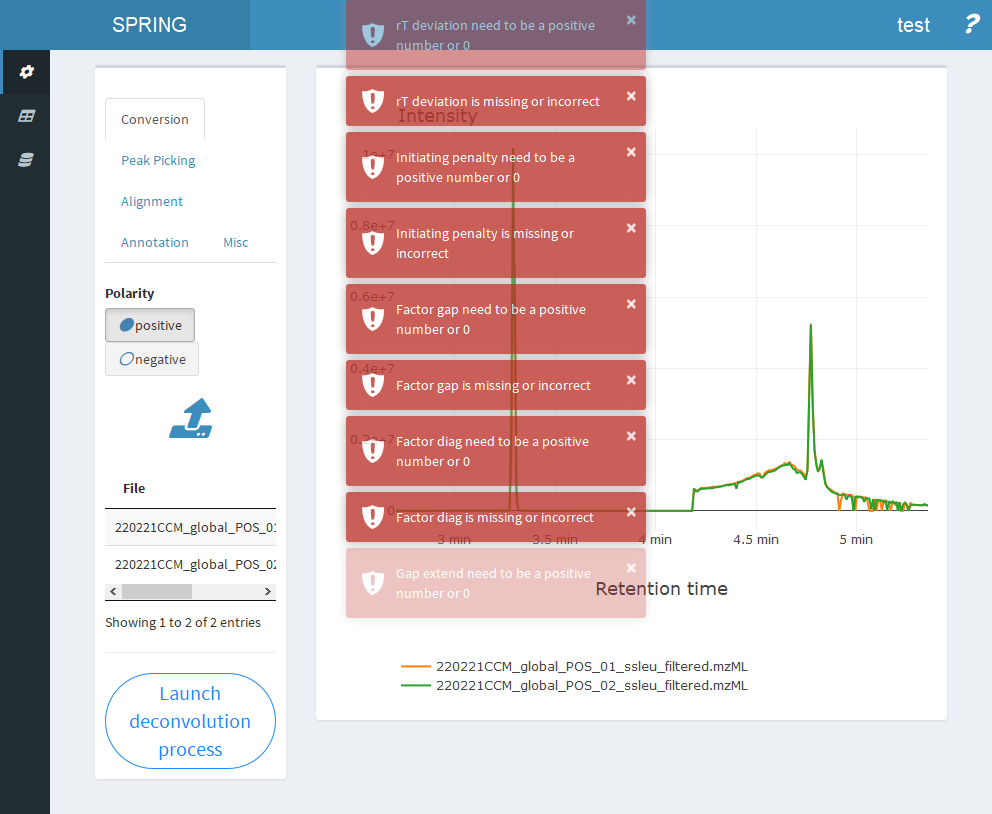 SPRING
test
?
Conversion
Peak Picking
Alignment
Annotation Misc
Polarity
positive
negative
File
220221CCM_global_POS_01
220221CCM_global_POS_02
Showing 1 to 2 of 2 entries
Launch
deconvolution
process
rT deviation need to be a positive
number or 0
×
rT deviation is missing or incorrect
×
Initiating penalty need to be a
positive number or 0
×
Initiating penalty is missing or
incorrect
×
Factor gap need to be a positive
number or 0
×
Factor gap is missing or incorrect
×
Factor diag need to be a positive
number or 0
×
Factor diag is missing or incorrect
×
Gap extend need to be a positive
number or 0
×
Intensity
1e+7
0.8e+7
0.6e+7
0.4e+7
0.2e+7
0
3 min 3.5 min 4 min 4.5 min 5 min
Retention time
220221CCM_global_POS_01_ssleu_filtered.mzML
220221CCM_global_POS_02_ssleu_filtered.mzML